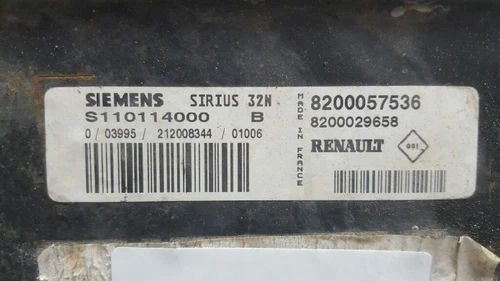 SIEMENS SIRIUS 32N
S110114000 B
0 / 03995 / 212008344 / 01006
MADE IN FRANCE
8200057536
8200029658
RENAULT 001